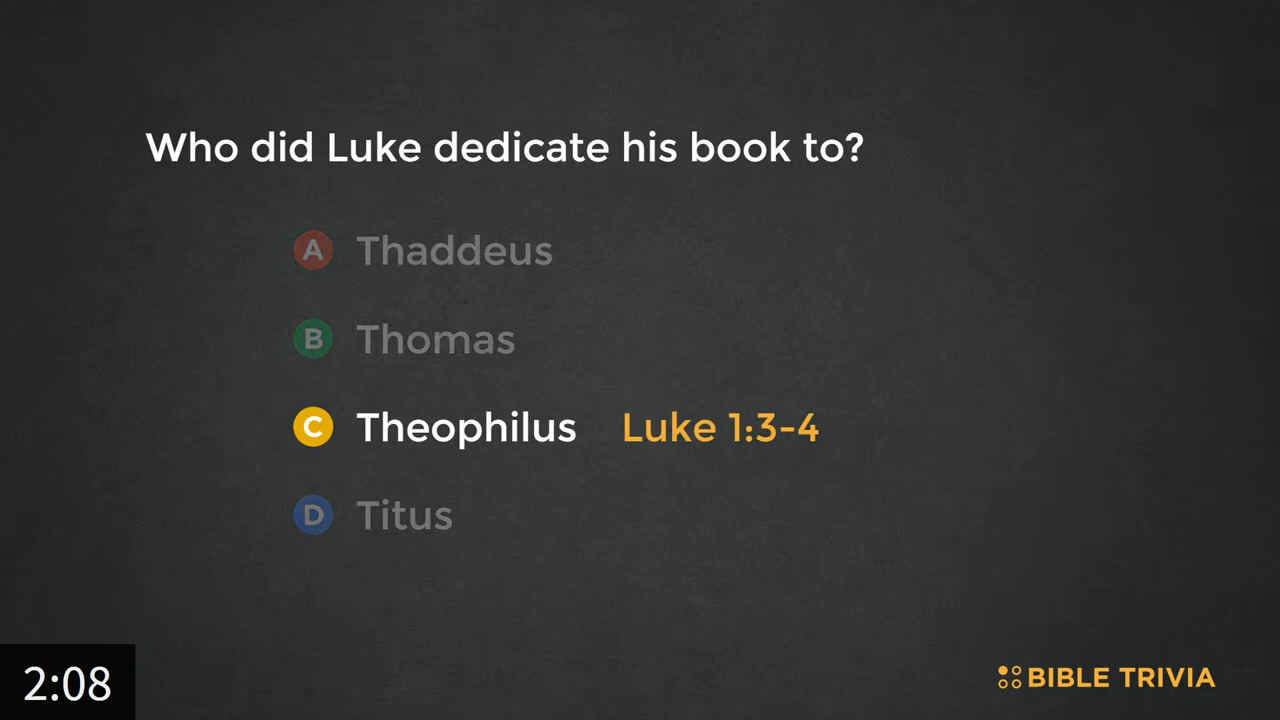 Who did Luke dedicate his book to?
A Thaddeus
B Thomas
C Theophilus Luke 1:3-4
D Titus
2:08
BIBLE TRIVIA